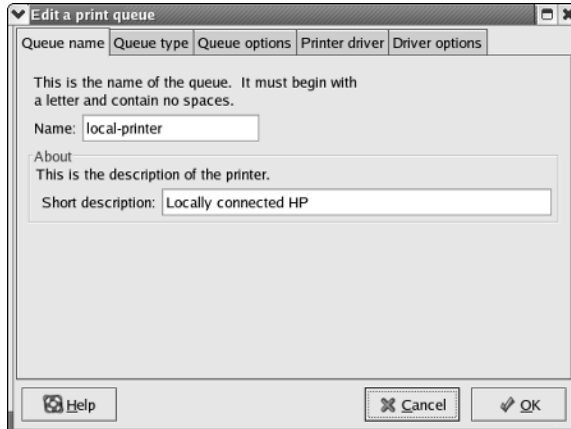 Edit a print queue
Queue name Queue type Queue options Printer driver Driver options
This is the name of the queue. It must begin with
a letter and contain no spaces.
Name: local-printer
About
This is the description of the printer.
Short description: Locally connected HP
Help Cancel OK